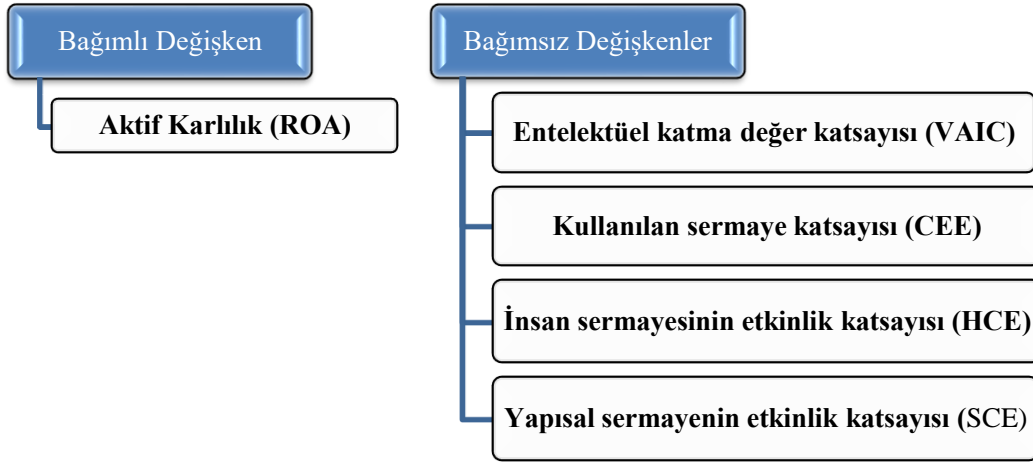 Bağımlı Değişken
Aktif Karlılık (ROA)
Bağımsız Değişkenler
Entelektüel katma değer katsayısı (VAIC)
Kullanılan sermaye katsayısı (CEE)
İnsan sermayesinin etkinlik katsayısı (HCE)
Yapısal sermayenin etkinlik katsayısı (SCE)